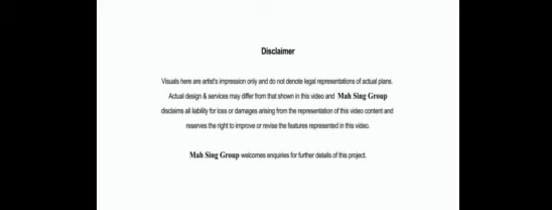 Disclaimer
Visuals here are artist's impression only and do not denote legal representations of actual plans.
Actual design & services may differ from that shown in this video and Mah Sing Group
disclaims all liability for loss or damages arising from the representation of this video content and
reserves the right to improve or revise the features represented in this video.
Mah Sing Group welcomes enquiries for further details of this project.